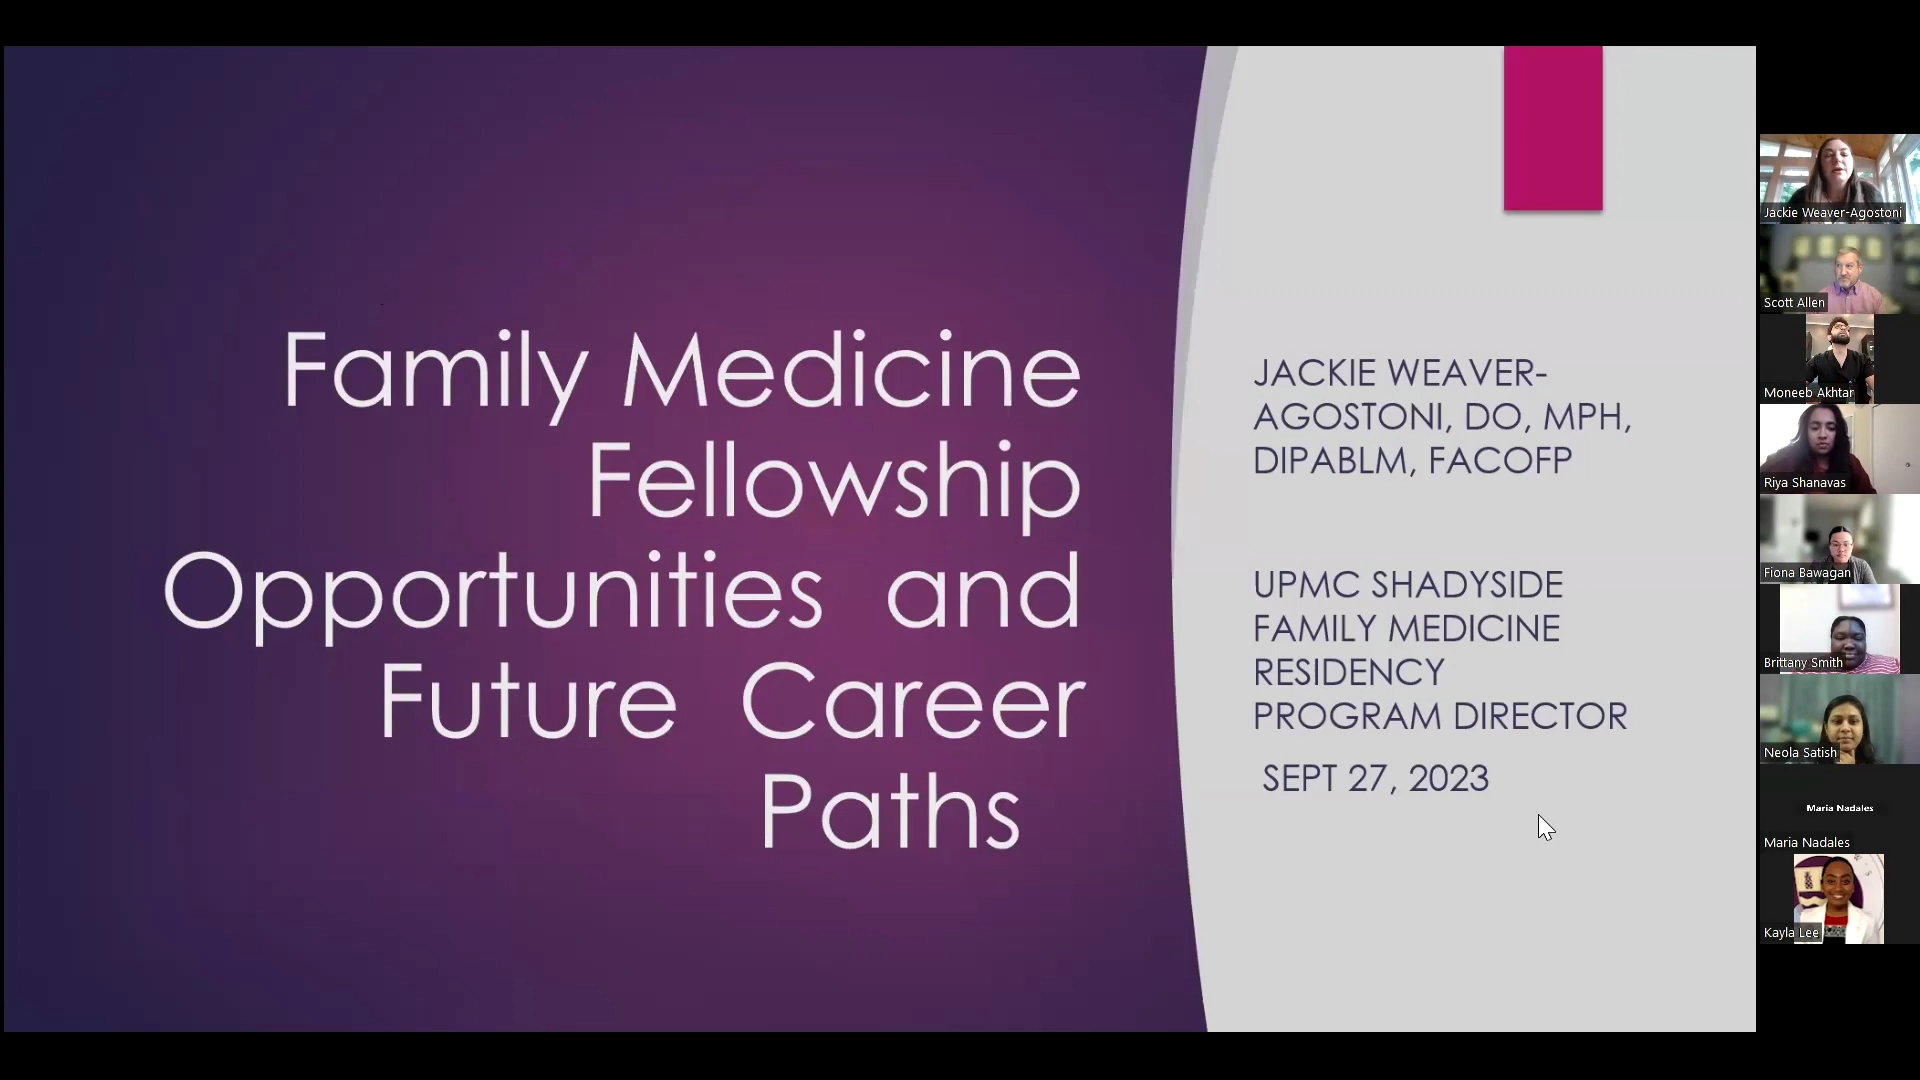 Family Medicine
Fellowship
Opportunities and
Future Career
Paths
JACKIE WEAVER-
AGOSTONI, DO, MPH,
DIPABLM, FACOFP
UPMC SHADYSIDE
FAMILY MEDICINE
RESIDENCY
PROGRAM DIRECTOR
SEPT 27, 2023
Jackie Weaver-Agostoni
Scott Allen
Moneeb Akhtar
Riya Shanavas
Fiona Bawagan
Brittany Smith
Neola Satish
Maria Nadales
Maria Nadales
Kayla Lee